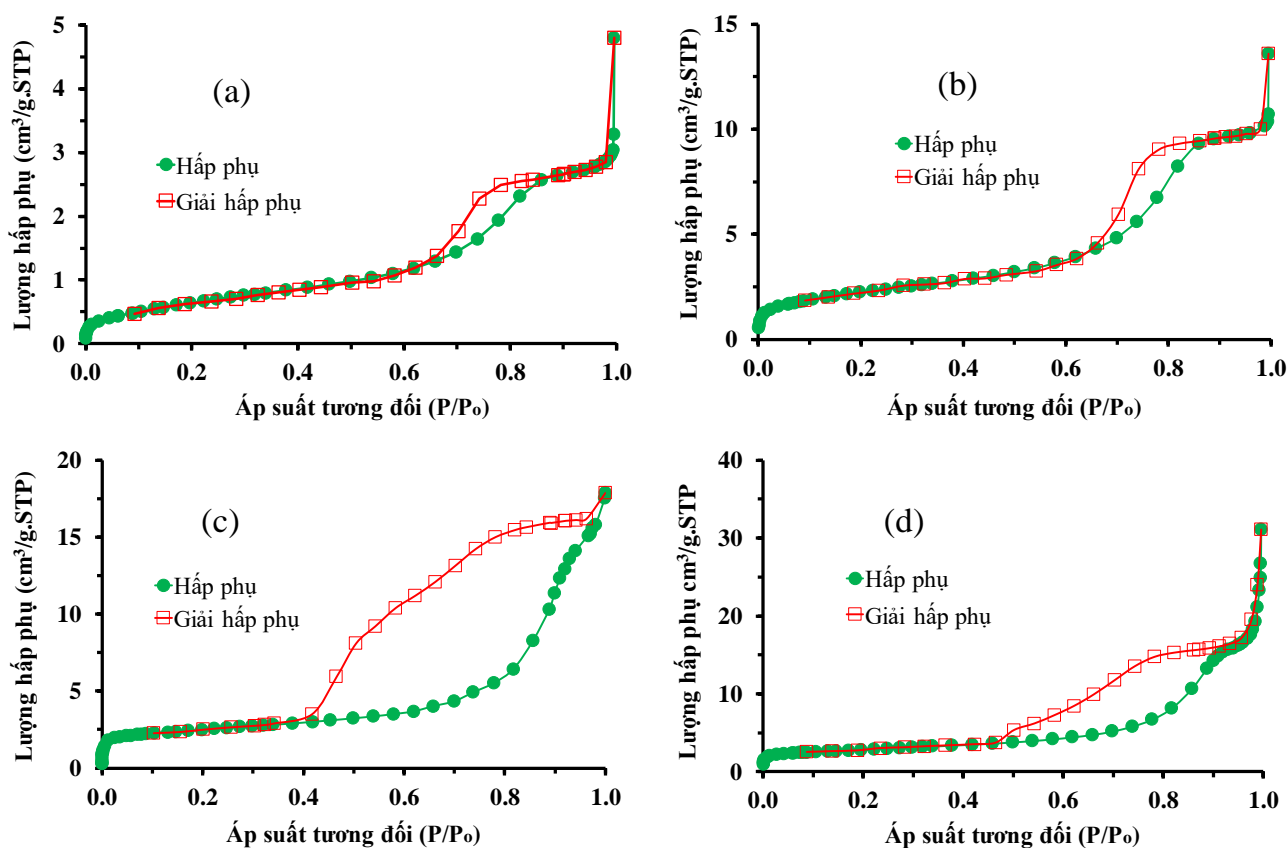 Lượng hấp phụ (cm³/g.STP)
5
4
3
2
1
0
(a)
Hấp phụ
Giải hấp phụ
0.0 0.2 0.4 0.6 0.8 1.0
Áp suất tương đối (P/Po)
Lượng hấp phụ (cm³/g.STP)
15
10
5
0
(b)
Hấp phụ
Giải hấp phụ
0.0 0.2 0.4 0.6 0.8 1.0
Áp suất tương đối (P/Po)
Lượng hấp phụ ((cm³/g.STP)
20
15
10
5
0
(c)
Hấp phụ
Giải hấp phụ
0.0 0.2 0.4 0.6 0.8 1.0
Áp suất tương đối (P/Po)
Lượng hấp phụ cm³/g.STP
40
30
20
10
0
(d)
Hấp phụ
Giải hấp phụ
0.0 0.2 0.4 0.6 0.8 1.0
Áp suất tương đối (P/Po)